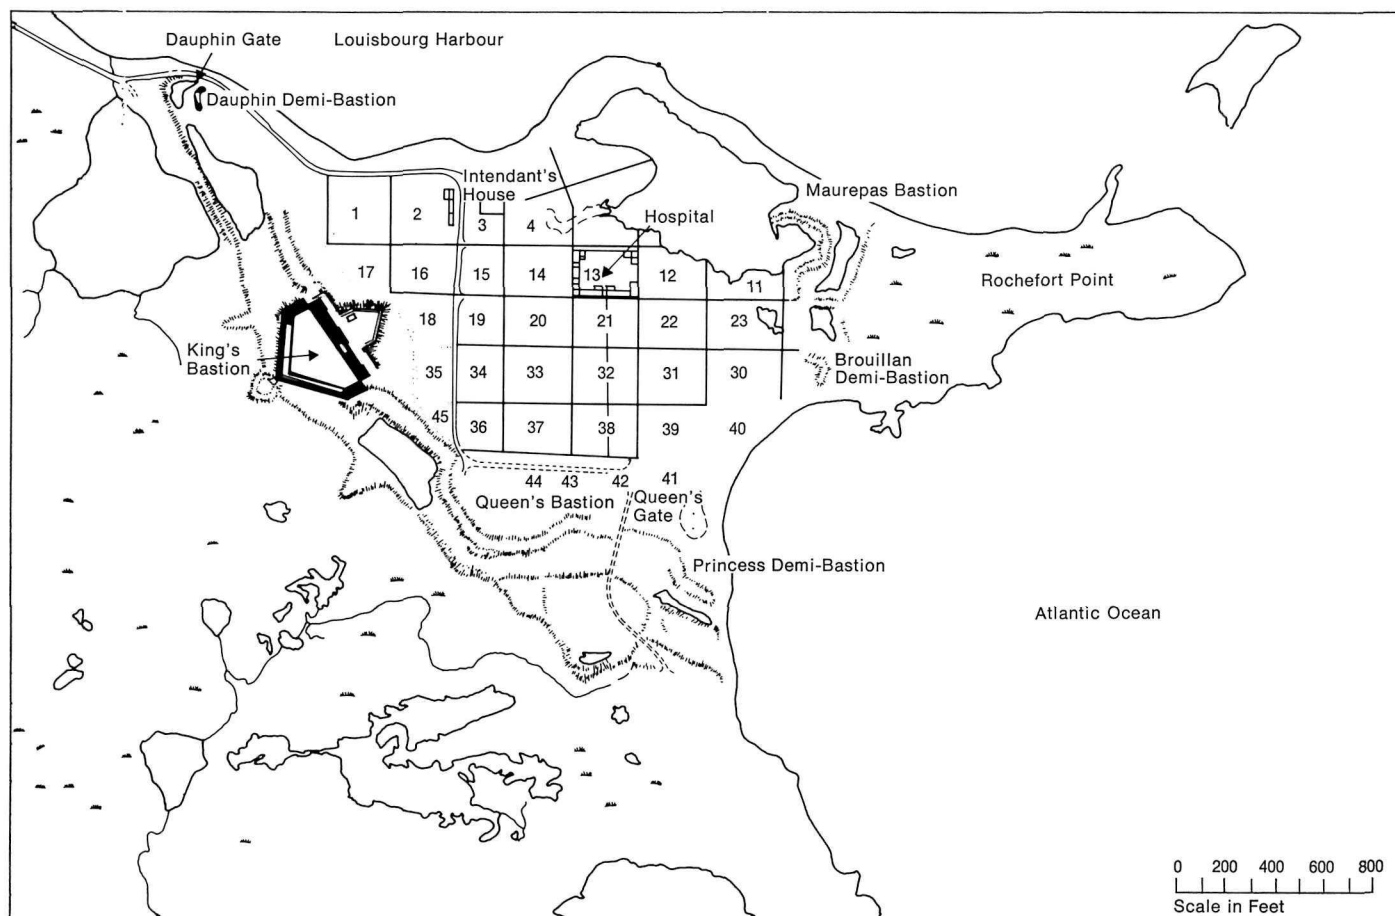 Dauphin Gate
Louisbourg Harbour
Dauphin Demi-Bastion
Intendant's
House
Maurepas Bastion
Hospital
1 2 3 4
17 16 15 14 13 12 11
Rochefort Point
18 19 20 21 22 23
King's
Bastion
Brouillan
Demi-Bastion
35 34 33 32 31 30
45 36 37 38 39 40
44 43 42 41
Queen's Bastion
Queen's
Gate
Princess Demi-Bastion
Atlantic Ocean
0 200 400 600 800
Scale in Feet